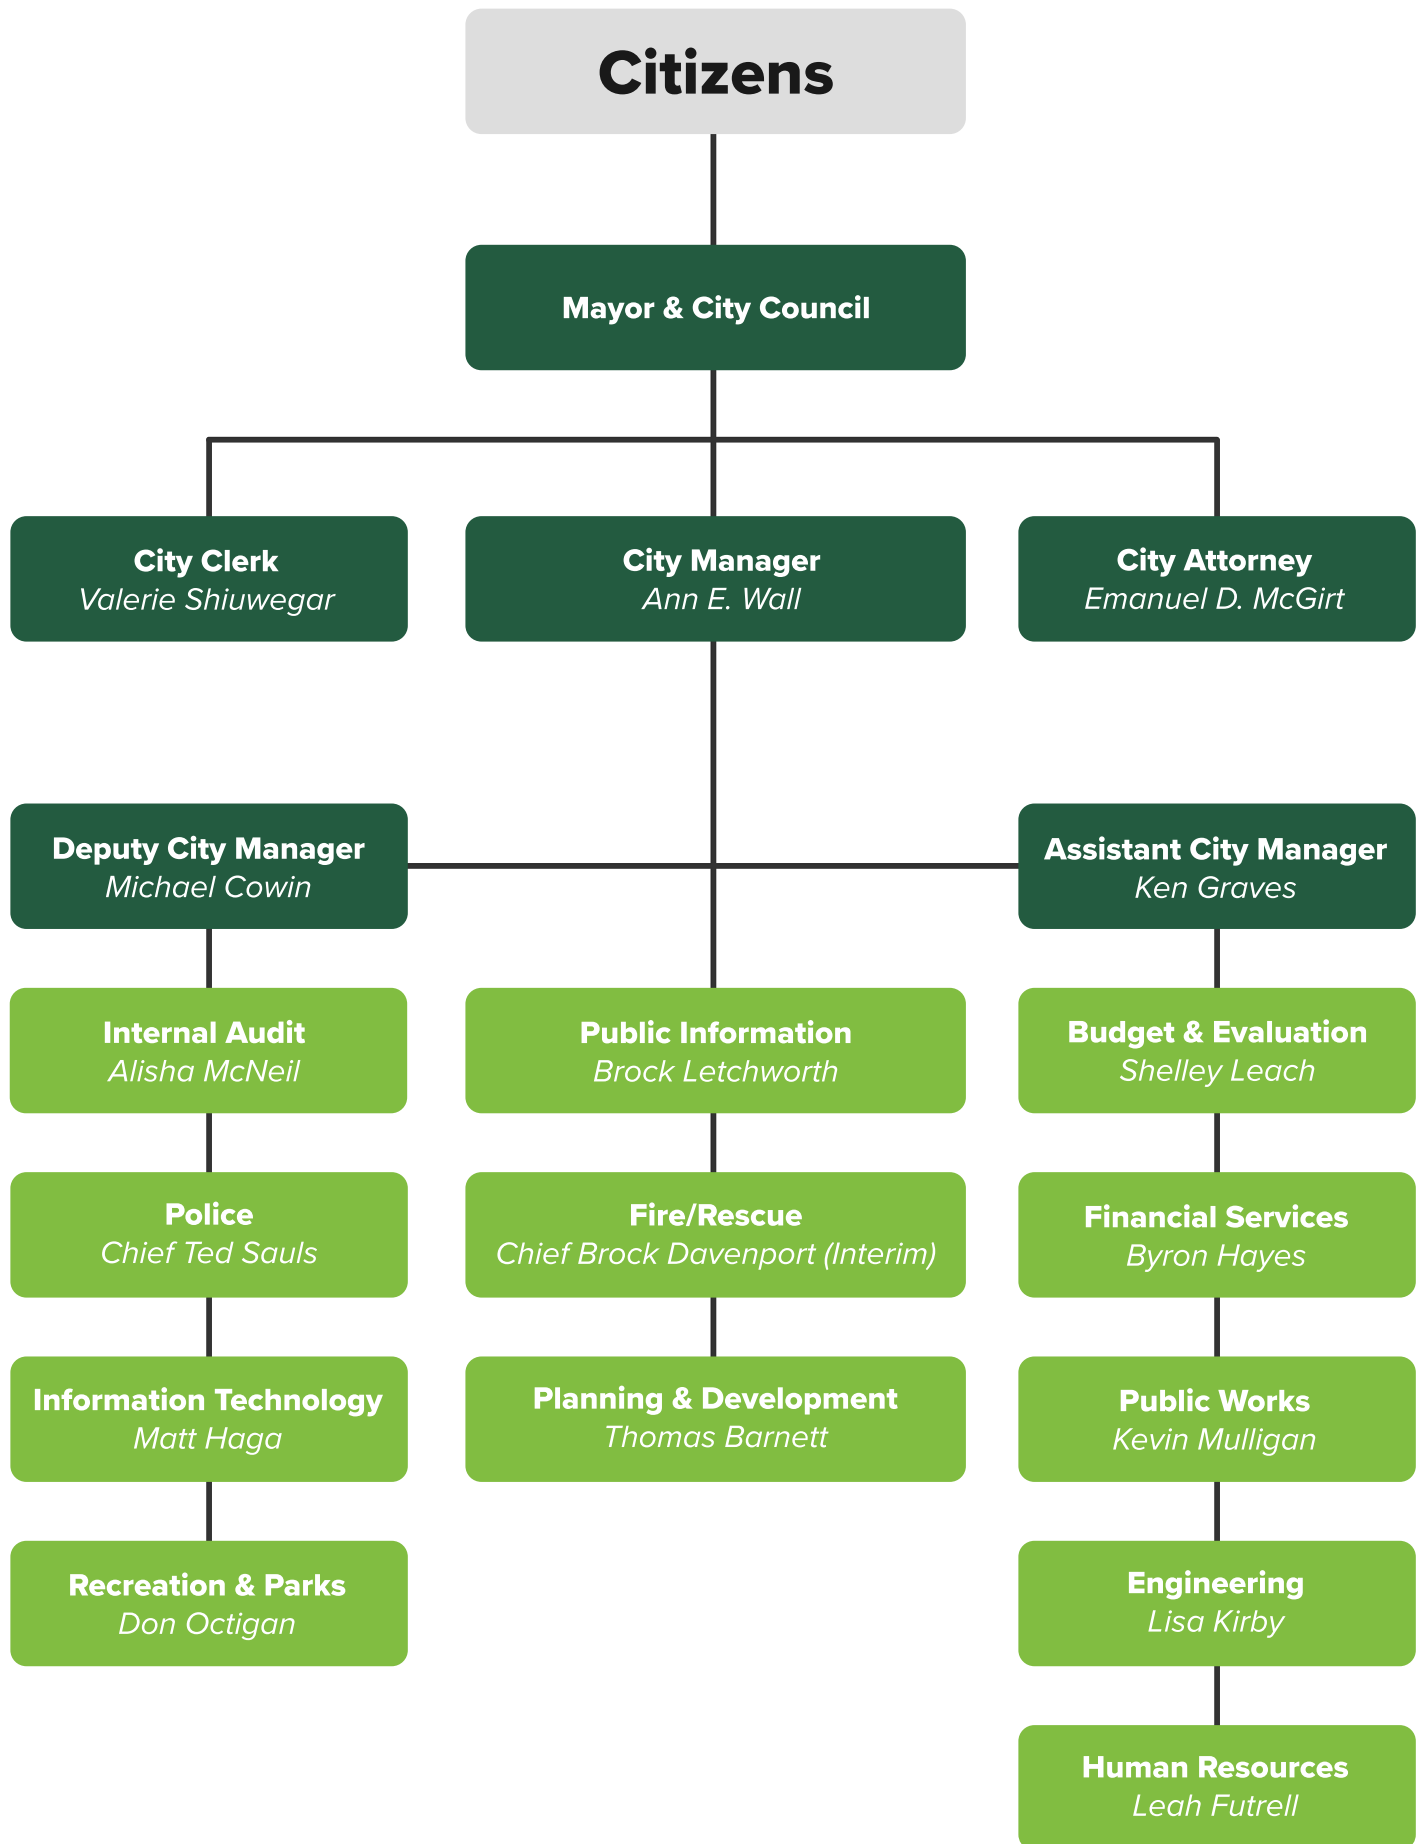 Citizens
Mayor & City Council
City Clerk
Valerie Shiuwegar
City Manager
Ann E. Wall
City Attorney
Emanuel D. McGirt
Deputy City Manager
Michael Cowin
Assistant City Manager
Ken Graves
Internal Audit
Alisha McNeil
Public Information
Brock Letchworth
Budget & Evaluation
Shelley Leach
Police
Chief Ted Sauls
Fire/Rescue
Chief Brock Davenport (Interim)
Financial Services
Byron Hayes
Information Technology
Matt Haga
Planning & Development
Thomas Barnett
Public Works
Kevin Mulligan
Recreation & Parks
Don Octigan
Engineering
Lisa Kirby
Human Resources
Leah Futrell